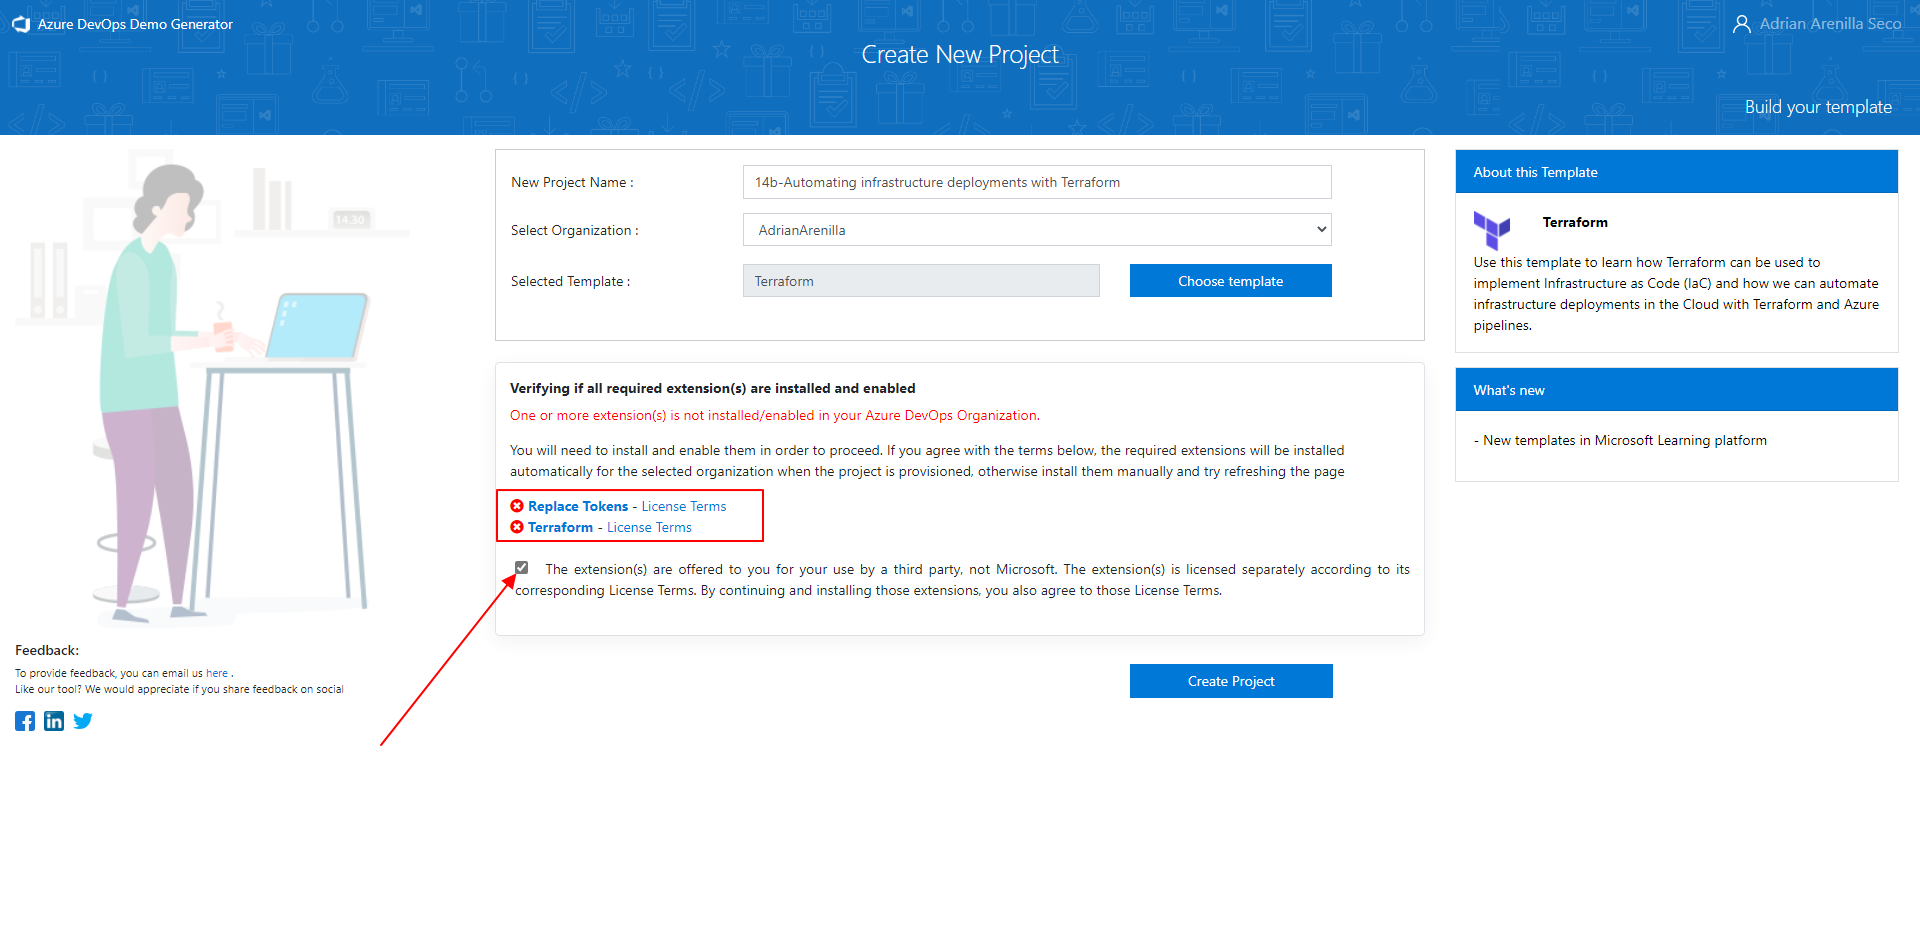 Azure DevOps Demo Generator
Adrian Arenilla Seco
Create New Project
Build your template
14:30
New Project Name :
14b-Automating infrastructure deployments with Terraform
Select Organization :
AdrianArenilla
Selected Template :
Terraform
Choose template
Verifying if all required extension(s) are installed and enabled
One or more extension(s) is not installed/enabled in your Azure DevOps Organization.
You will need to install and enable them in order to proceed. If you agree with the terms below, the required extensions will be installed
automatically for the selected organization when the project is provisioned, otherwise install them manually and try refreshing the page
Replace Tokens - License Terms
Terraform - License Terms
The extension(s) are offered to you for your use by a third party, not Microsoft. The extension(s) is licensed separately according to its
corresponding License Terms. By continuing and installing those extensions, you also agree to those License Terms.
Create Project
About this Template
Terraform
Use this template to learn how Terraform can be used to
implement Infrastructure as Code (IaC) and how we can automate
infrastructure deployments in the Cloud with Terraform and Azure
pipelines.
What's new
- New templates in Microsoft Learning platform
Feedback:
To provide feedback, you can email us here .
Like our tool? We would appreciate if you share feedback on social